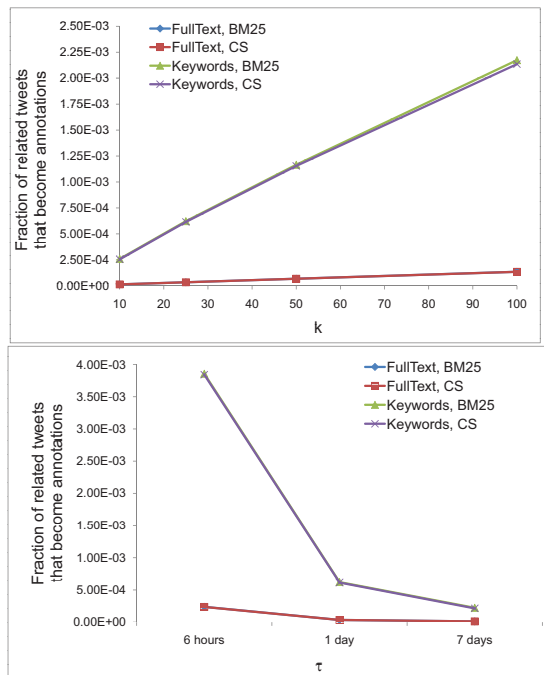 2.50E-03
2.25E-03
2.00E-03
1.75E-03
1.50E-03
1.25E-03
1.00E-03
7.50E-04
5.00E-04
2.50E-04
0.00E+00
Fraction of related tweets
that become annotations
FullText, BM25
FullText, CS
Keywords, BM25
Keywords, CS
10 20 30 40 50 60 70 80 90 100
k
4.00E-03
3.50E-03
3.00E-03
2.50E-03
2.00E-03
1.50E-03
1.00E-03
5.00E-04
0.00E+00
Fraction of related tweets
that become annotations
FullText, BM25
FullText, CS
Keywords, BM25
Keywords, CS
6 hours 1 day 7 days
τ